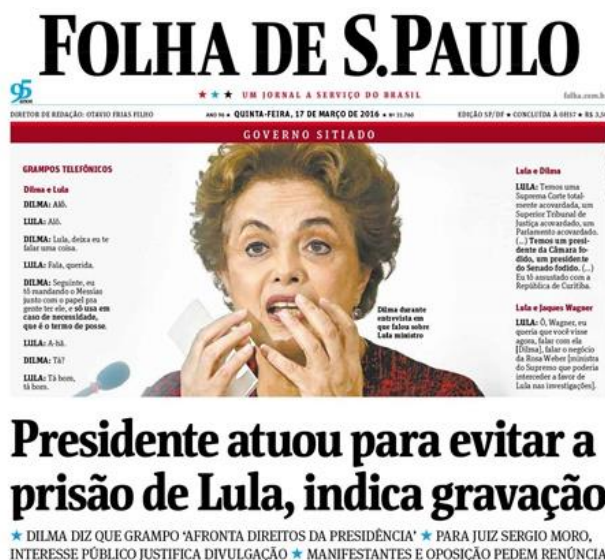 FOLHA DE S.PAULO
95
anos
★ ★ ★ UM JORNAL A SERVIÇO DO BRASIL
folha.com.b
DIRETOR DE REDAÇÃO: OTAVIO FRIAS FILHO
ANO 96 ★ QUINTA-FEIRA, 17 DE MARÇO DE 2016 ★ Nº 31.760
EDIÇÃO SP/DF ★ CONCLUÍDA À 0H57 ★ R$ 3,5
GOVERNO SITIADO
GRAMPOS TELEFÔNICOS
Dilma e Lula
DILMA: Alô.
LULA: Alô.
DILMA: Lula, deixa eu te
falar uma coisa.
LULA: Fala, querida.
DILMA: Seguinte, eu
tô mandando o Messias
junto com o papel pra
gente ter ele, e só usa em
caso de necessidade,
que é o termo de posse.
LULA: A-hã.
DILMA: Tá?
LULA: Tá bom,
tá bom.
Dilma durante
entrevista em
que falou sobre
Lula ministro
Lula e Dilma
LULA: Temos uma
Suprema Corte total-
mente acovardada, um
Superior Tribunal de
Justiça acovardado, um
Parlamento acovardado.
(...) Temos um presi-
dente da Câmara fo-
dido, um presidente
do Senado fodido. (...)
Eu tô assustado com a
República de Curitiba.
Lula e Jaques Wagner
LULA: Ô, Wagner, eu
queria que você visse
agora, falar com ela
[Dilma], falar o negócio
da Rosa Weber [ministra
do Supremo que poderia
interceder a favor de
Lula nas investigações].
Presidente atuou para evitar a
prisão de Lula, indica gravação
★ DILMA DIZ QUE GRAMPO ‘AFRONTA DIREITOS DA PRESIDÊNCIA’ ★ PARA JUIZ SERGIO MORO,
INTERESSE PÚBLICO JUSTIFICA DIVULGAÇÃO ★ MANIFESTANTES E OPOSIÇÃO PEDEM RENÚNCIA